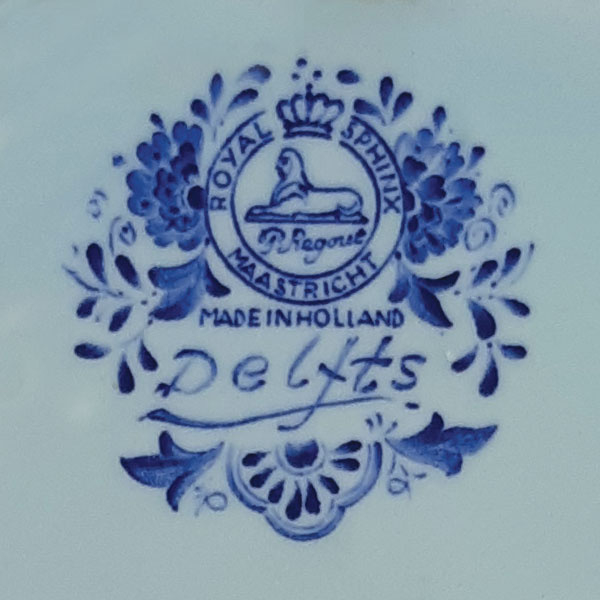 ROYAL SPHINX
P. Regout
MAASTRICHT
MADE IN HOLLAND
Delfts